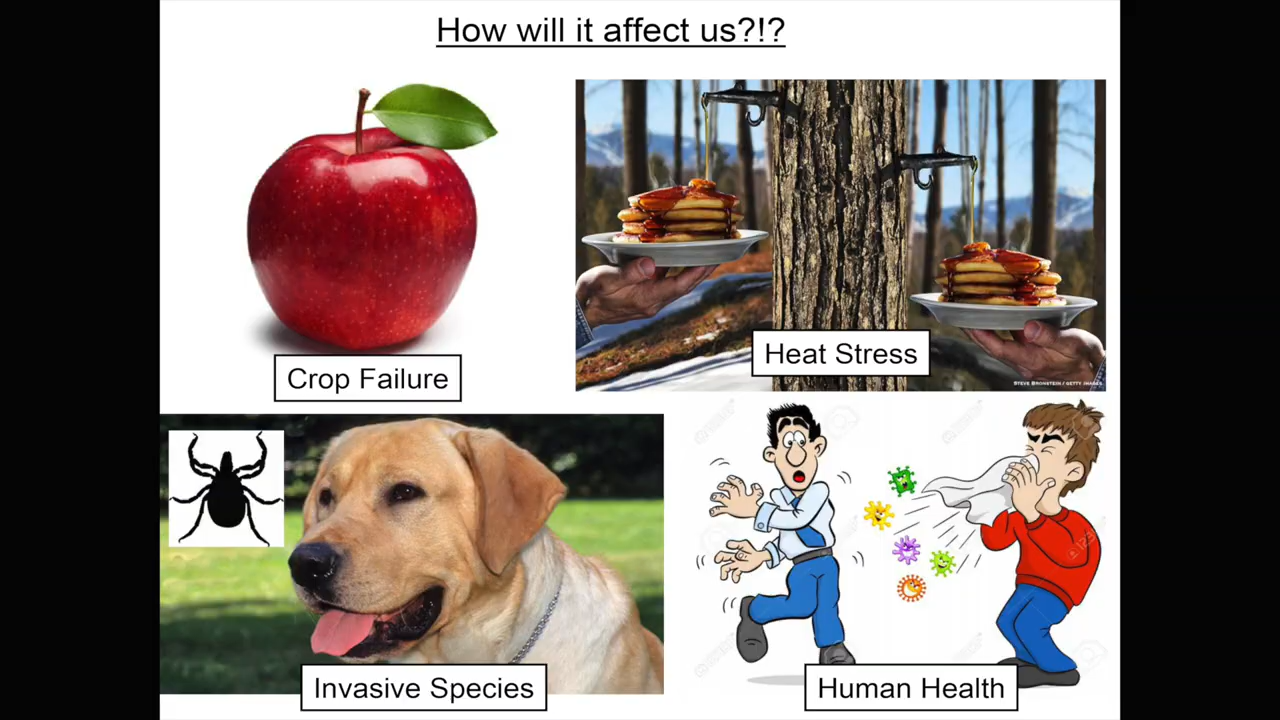 How will it affect us?!?
Crop Failure
Heat Stress
STEVE BRONSTEIN / GETTY IMAGES
Invasive Species
Human Health